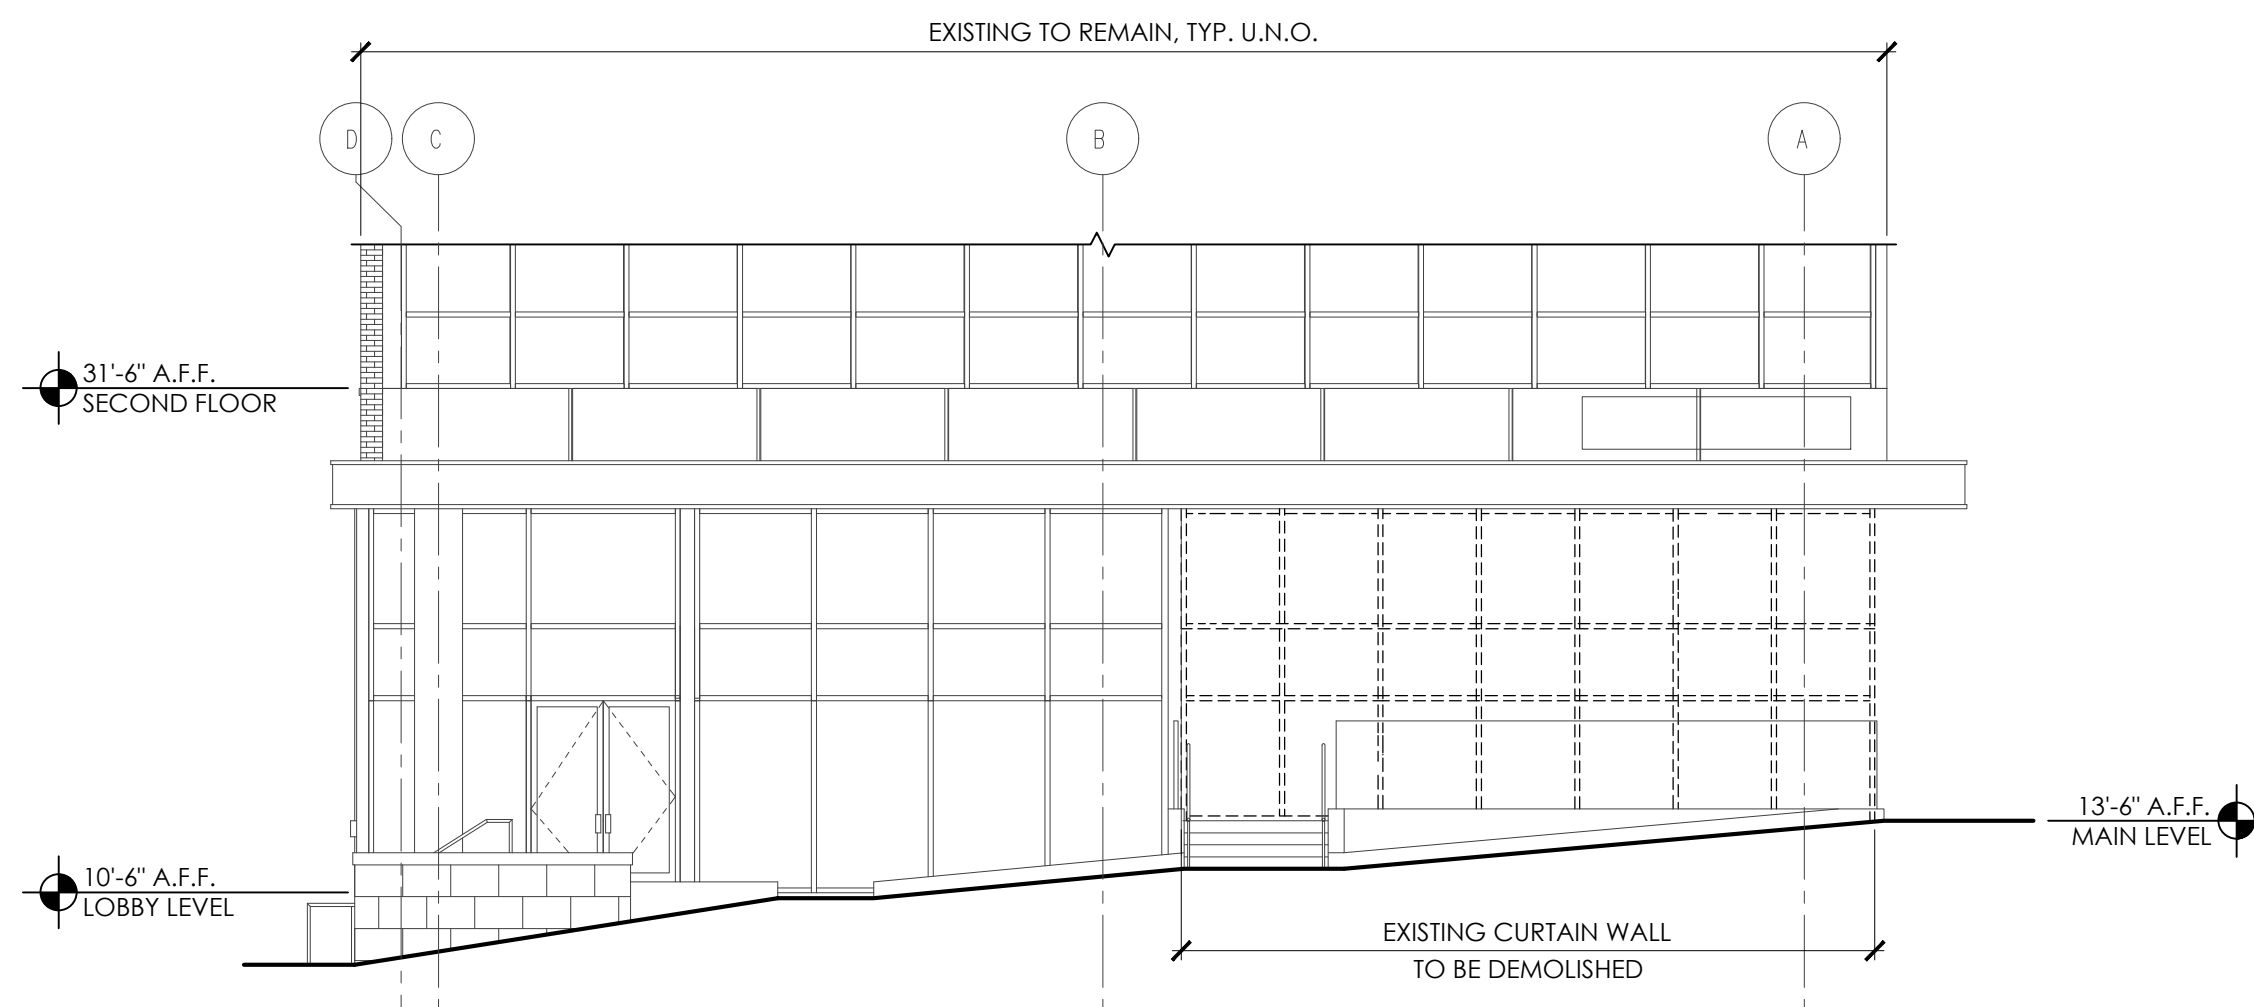 EXISTING TO REMAIN, TYP. U.N.O.
D
C
B
A
31'-6" A.F.F.
SECOND FLOOR
13'-6" A.F.F.
MAIN LEVEL
10'-6" A.F.F.
LOBBY LEVEL
EXISTING CURTAIN WALL
TO BE DEMOLISHED